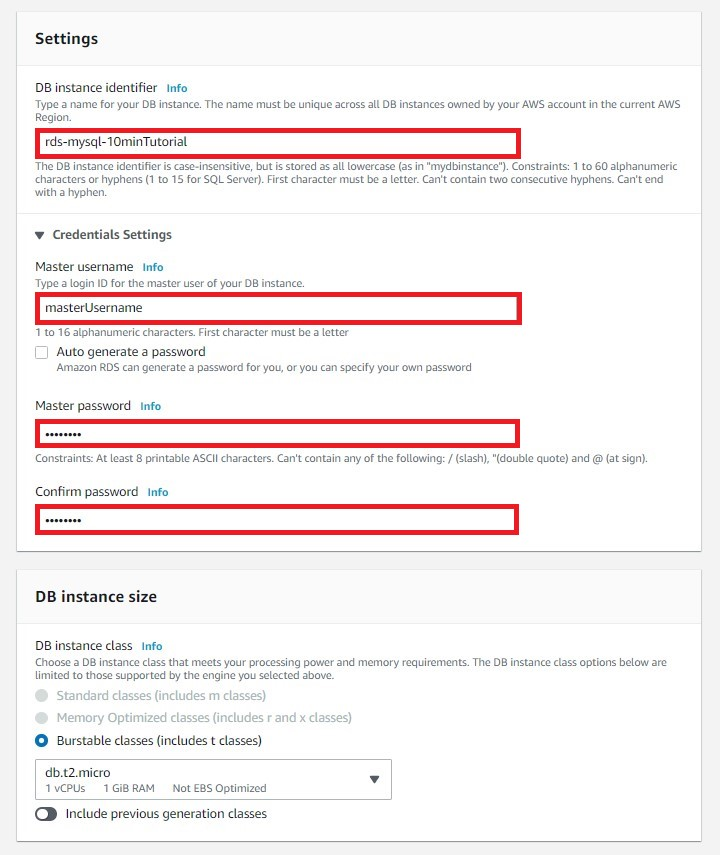 Settings
DB instance identifier Info
Type a name for your DB instance. The name must be unique across all DB instances owned by your AWS account in the current AWS
Region.
rds-mysql-10minTutorial
The DB instance identifier is case-insensitive, but is stored as all lowercase (as in "mydbinstance"). Constraints: 1 to 60 alphanumeric
characters or hyphens (1 to 15 for SQL Server). First character must be a letter. Can't contain two consecutive hyphens. Can't end
with a hyphen.
Credentials Settings
Master username Info
Type a login ID for the master user of your DB instance.
masterUsername
1 to 16 alphanumeric characters. First character must be a letter
Auto generate a password
Amazon RDS can generate a password for you, or you can specify your own password
Master password Info
••••••••
Constraints: At least 8 printable ASCII characters. Can't contain any of the following: / (slash), "(double quote) and @ (at sign).
Confirm password Info
••••••••
DB instance size
DB instance class Info
Choose a DB instance class that meets your processing power and memory requirements. The DB instance class options below are
limited to those supported by the engine you selected above.
Standard classes (includes m classes)
Memory Optimized classes (includes r and x classes)
Burstable classes (includes t classes)
db.t2.micro
1 vCPUs 1 GiB RAM Not EBS Optimized
Include previous generation classes